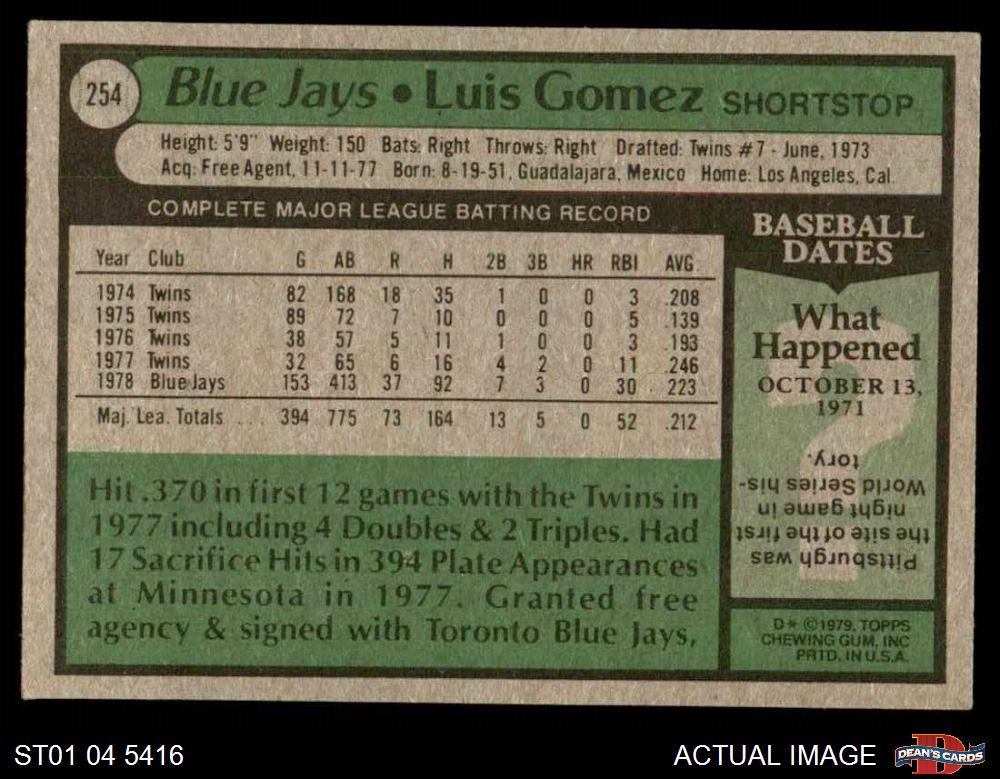 254
Blue Jays • Luis Gomez SHORTSTOP
Height: 5'9" Weight: 150 Bats: Right Throws: Right Drafted: Twins #7 - June, 1973
Acq: Free Agent, 11-11-77 Born: 8-19-51, Guadalajara, Mexico Home: Los Angeles, Cal.
COMPLETE MAJOR LEAGUE BATTING RECORD
Year Club G AB R H 2B 3B HR RBI AVG.
1974 Twins 82 168 18 35 1 0 0 3 .208
1975 Twins 89 72 7 10 0 0 0 5 .139
1976 Twins 38 57 5 11 1 0 0 3 .193
1977 Twins 32 65 6 16 4 2 0 11 .246
1978 Blue Jays 153 413 37 92 7 3 0 30 .223
Maj. Lea. Totals ... 394 775 73 164 13 5 0 52 .212
Hit .370 in first 12 games with the Twins in
1977 including 4 Doubles & 2 Triples. Had
17 Sacrifice Hits in 394 Plate Appearances
at Minnesota in 1977. Granted free
agency & signed with Toronto Blue Jays,
BASEBALL
DATES
What
Happened
OCTOBER 13,
1971
Pittsburgh was
the site of the first
night game in
World Series his-
tory.
D* ©1979, TOPPS
CHEWING GUM, INC
PRTD. IN U.S.A.
ST01 04 5416
ACTUAL IMAGE
DEAN'S CARDS